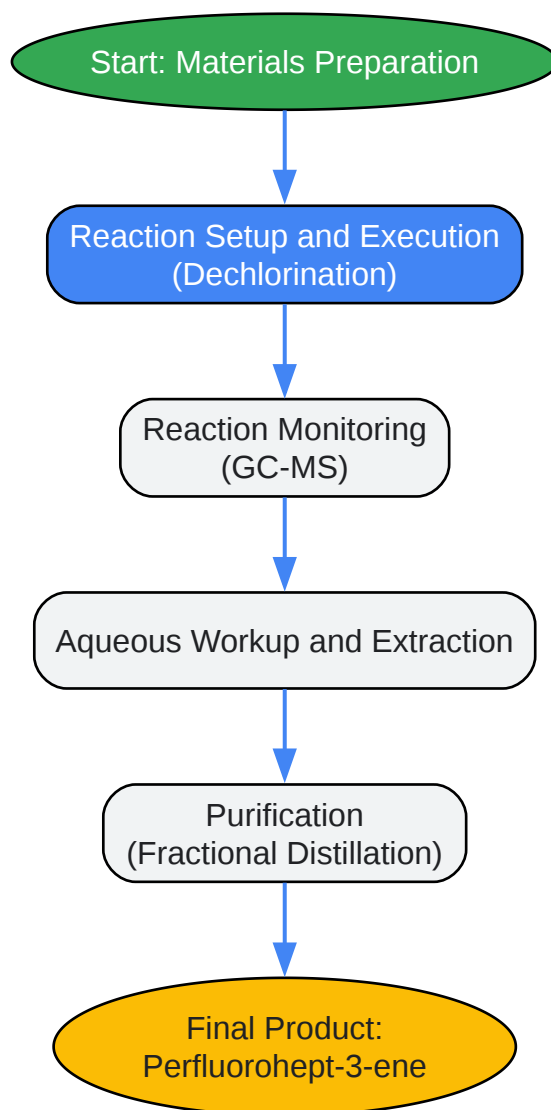 Start: Materials Preparation
Reaction Setup and Execution
(Dechlorination)
Reaction Monitoring
(GC-MS)
Aqueous Workup and Extraction
Purification
(Fractional Distillation)
Final Product:
Perfluorohept-3-ene